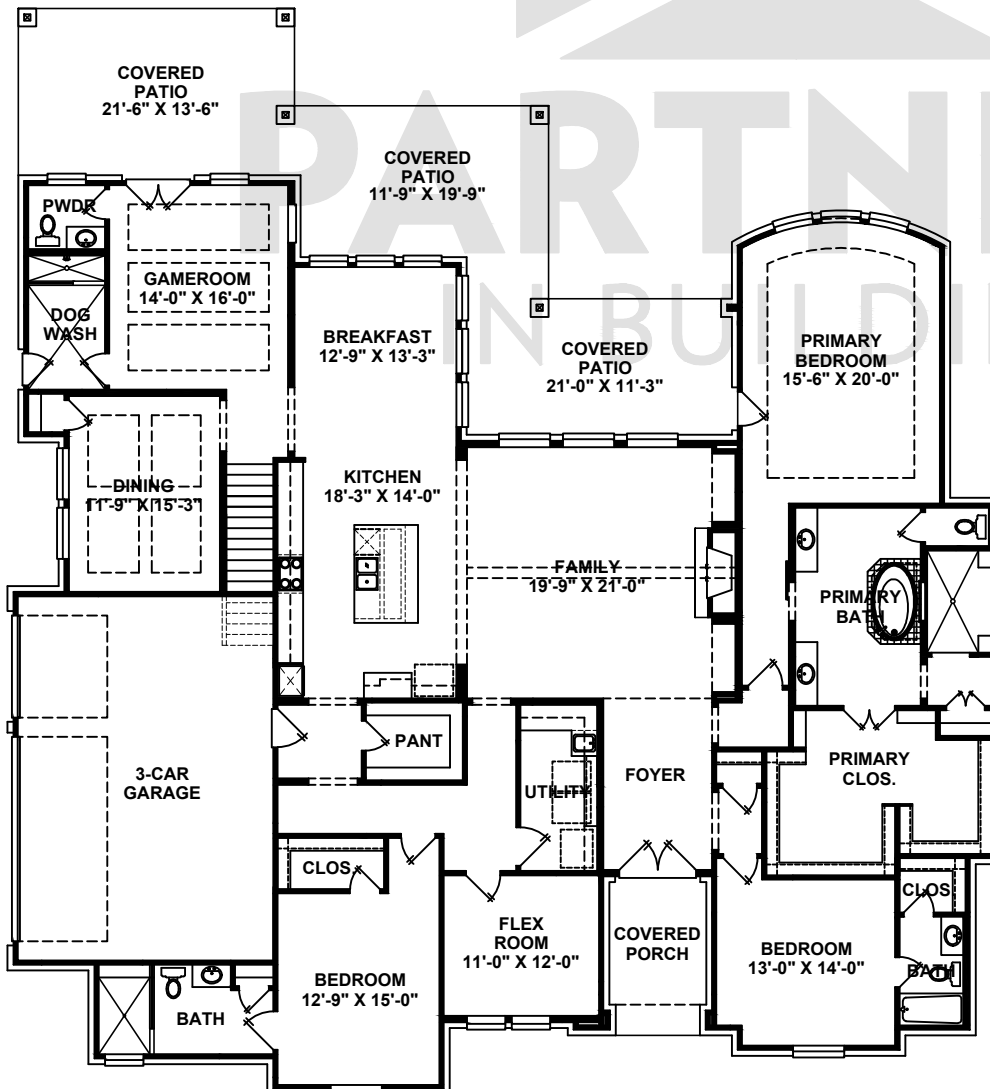 COVERED
PATIO
21'-6" X 13'-6"
COVERED
PATIO
11'-9" X 19'-9"
PARTN
IN BUILDI
PWDR
GAMEROOM
14'-0" X 16'-0"
DOG
WASH
BREAKFAST
12'-9" X 13'-3"
COVERED
PATIO
21'-0" X 11'-3"
PRIMARY
BEDROOM
15'-6" X 20'-0"
DINING
11'-9" X 15'-3"
KITCHEN
18'-3" X 14'-0"
FAMILY
19'-9" X 21'-0"
PRIMARY
BATH
3-CAR
GARAGE
PANT
UTILITY
FOYER
PRIMARY
CLOS.
CLOS.
CLOS
FLEX
ROOM
11'-0" X 12'-0"
COVERED
PORCH
BEDROOM
13'-0" X 14'-0"
BATH
BEDROOM
12'-9" X 15'-0"
BATH